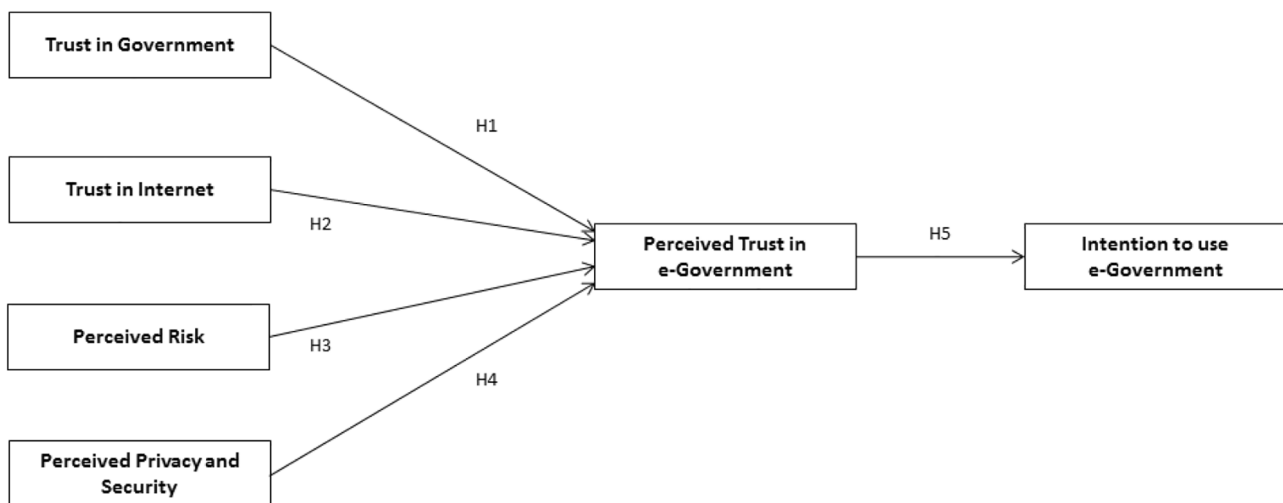 Trust in Government
H1
Trust in Internet
H2
Perceived Trust in
e-Government
H5
Intention to use
e-Government
Perceived Risk
H3
H4
Perceived Privacy and
Security